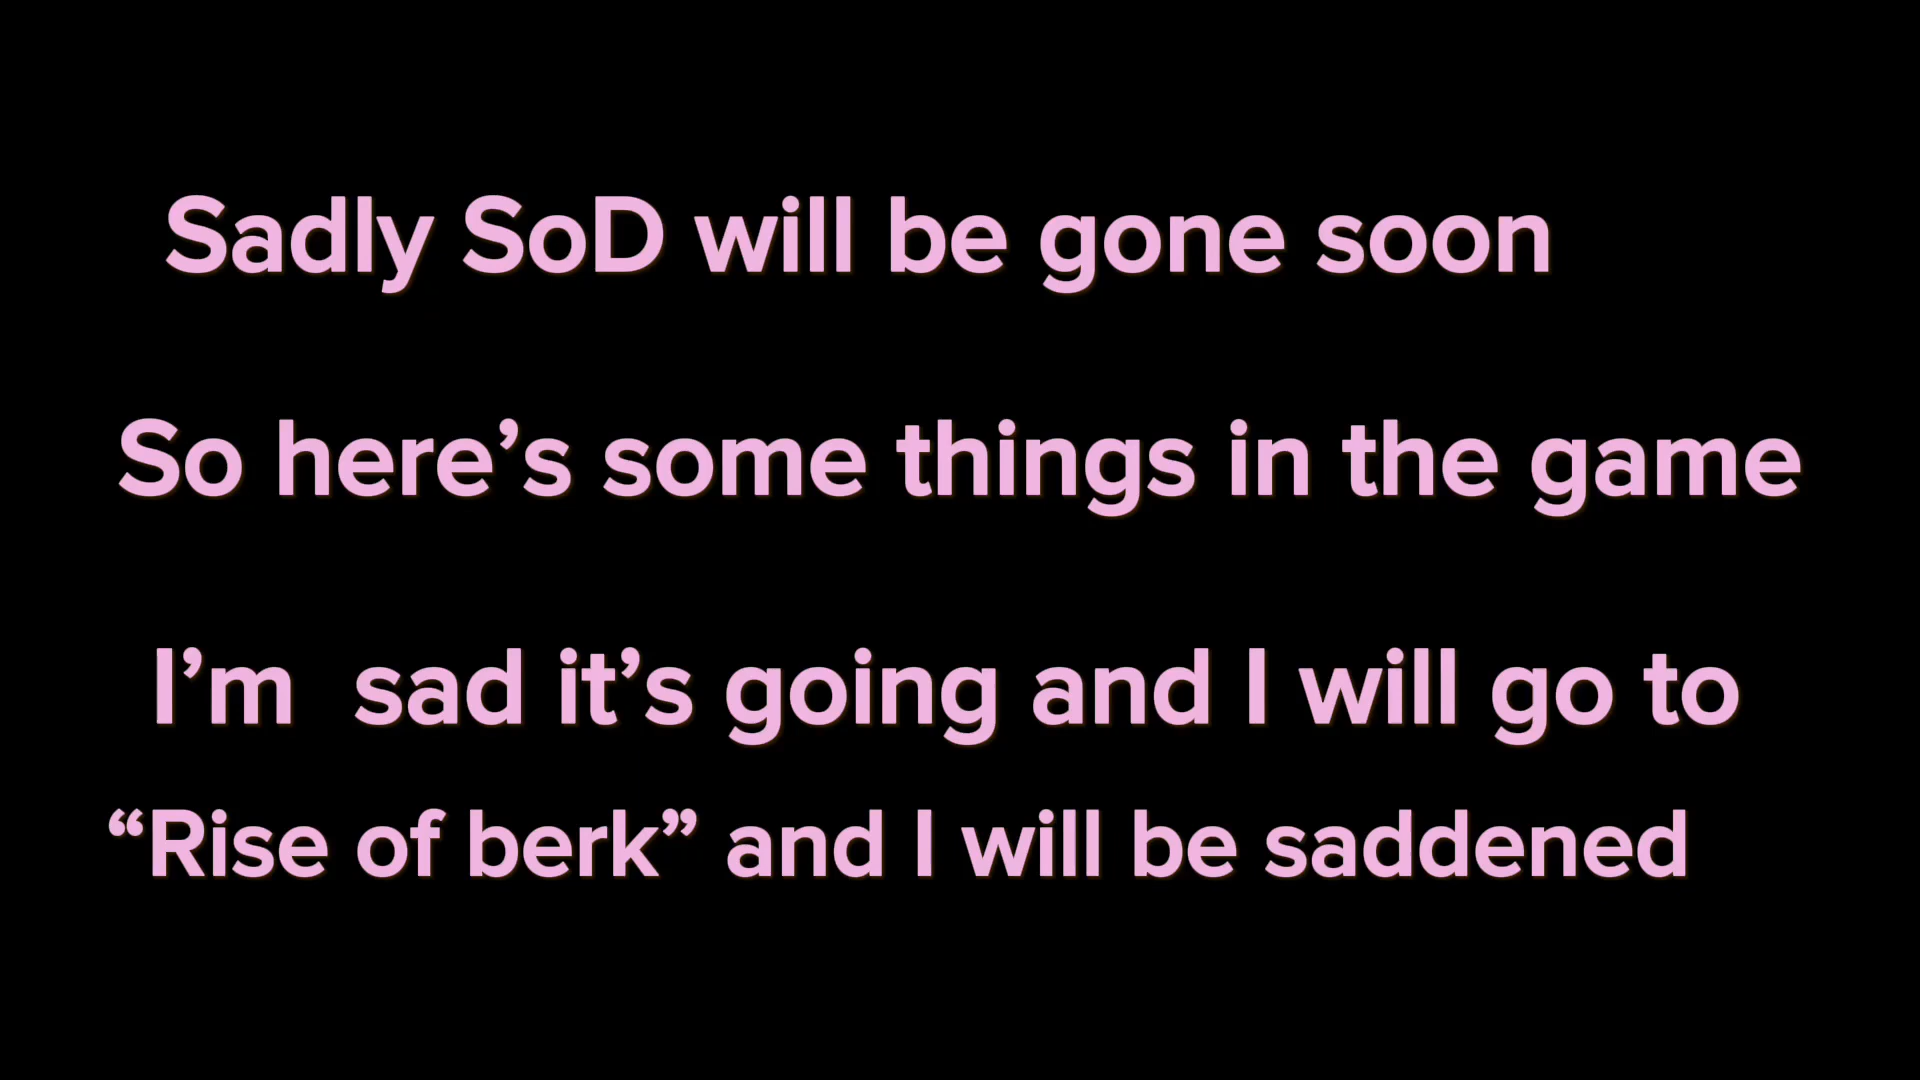 Sadly SoD will be gone soon
So here’s some things in the game
I’m  sad it’s going and I will go to
“Rise of berk” and I will be saddened